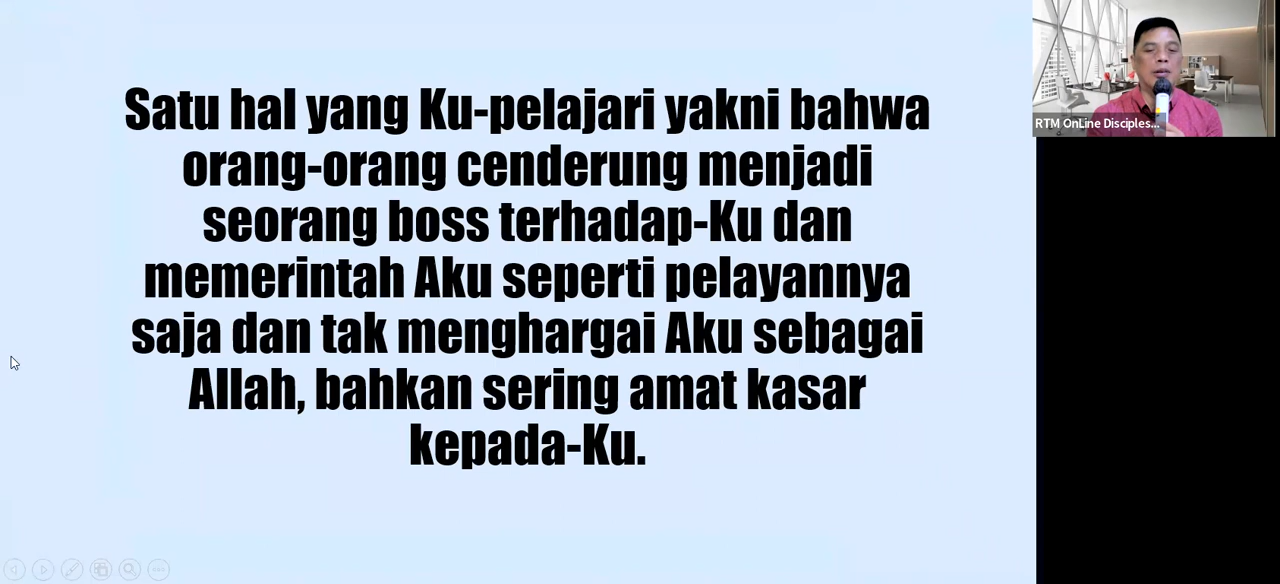 Satu hal yang Ku-pelajari yakni bahwa
orang-orang cenderung menjadi
seorang boss terhadap-Ku dan
memerintah Aku seperti pelayannya
saja dan tak menghargai Aku sebagai
Allah, bahkan sering amat kasar
kepada-Ku.
RTM OnLine Disciples...